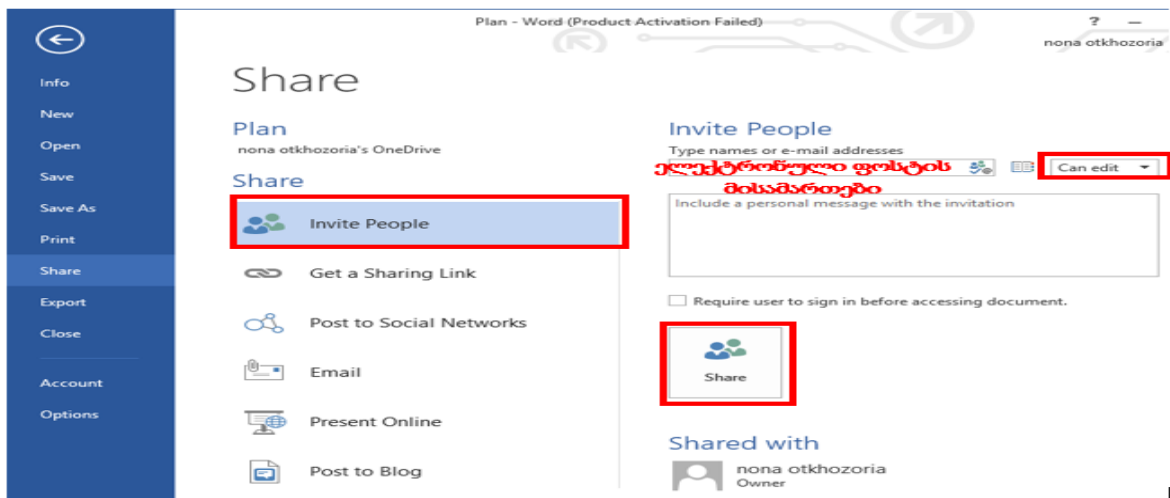 Plan - Word (Product Activation Failed)
? –
nona otkhozoria
Info
New
Open
Save
Save As
Print
Share
Export
Close
Account
Options
Share
Plan
nona otkhozoria's OneDrive
Share
Invite People
Get a Sharing Link
Post to Social Networks
Email
Present Online
Post to Blog
Invite People
Type names or e-mail addresses
ელექტრონული ფოსტის
მისამართები
Can edit
Include a personal message with the invitation
Require user to sign in before accessing document.
Share
Shared with
nona otkhozoria
Owner